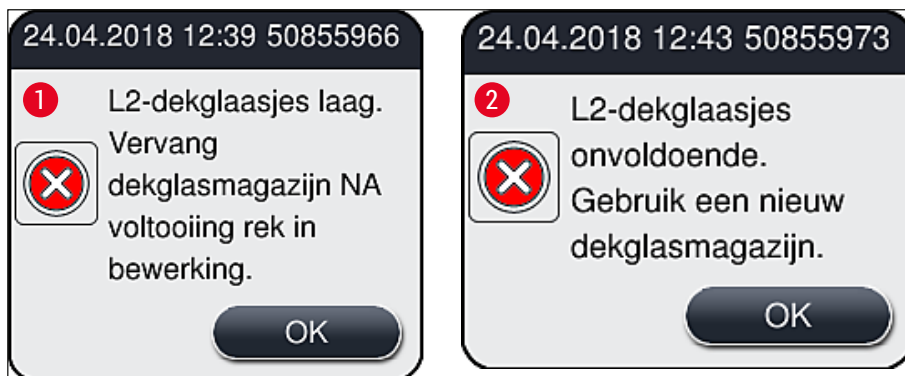 24.04.2018 12:39 50855966
1
L2-dekglaasjes laag.
Vervang
dekglasmagazijn NA
voltooiing rek in
bewerking.
OK
24.04.2018 12:43 50855973
2
L2-dekglaasjes
onvoldoende.
Gebruik een nieuw
dekglasmagazijn.
OK